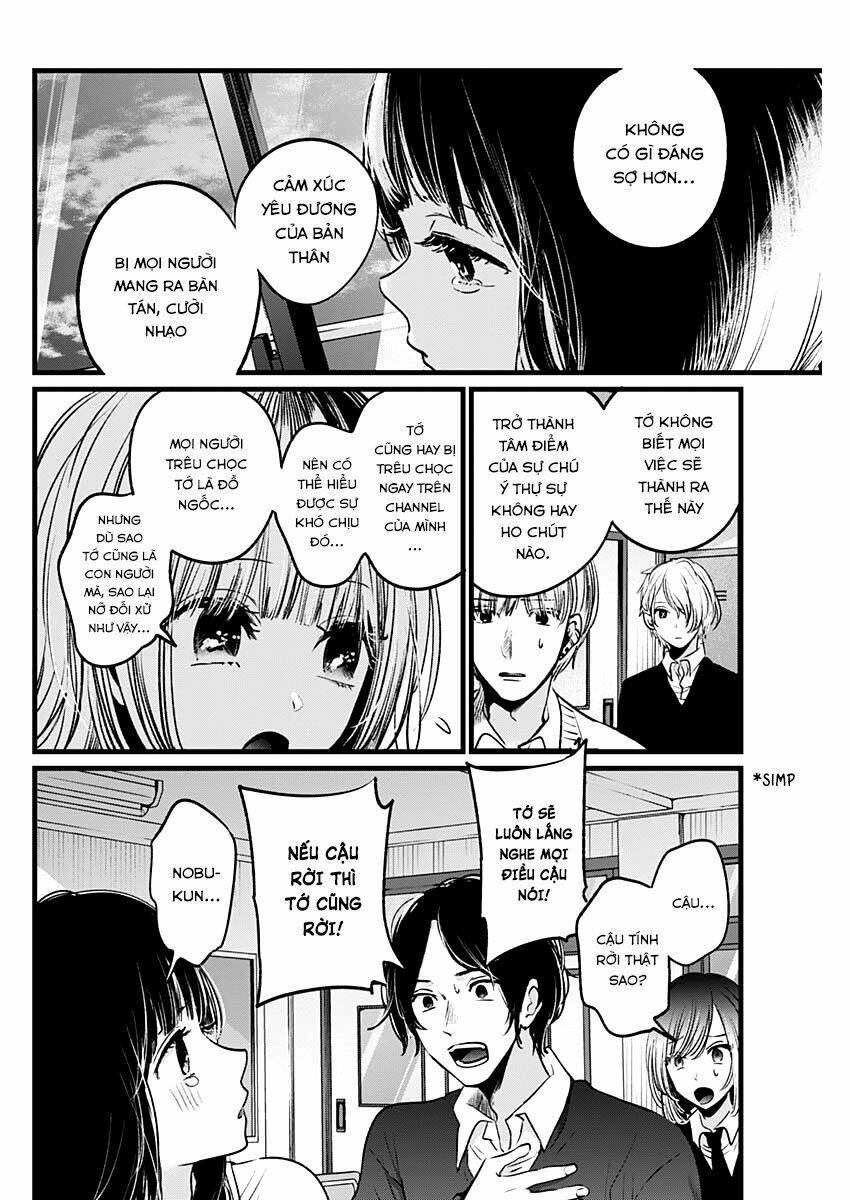 KHÔNG
CÓ GÌ ĐÁNG
SỢ HƠN...
CẢM XÚC
YÊU ĐƯƠNG
CỦA BẢN
THÂN
BỊ MỌI NGƯỜI
MANG RA BÀN
TÁN, CƯỜI
NHẠO
TỚ KHÔNG
BIẾT MỌI
VIỆC SẼ
THÀNH RA
THẾ NÀY
TRỞ THÀNH
TÂM ĐIỂM
CỦA SỰ CHÚ
Ý THỰ SỰ
KHÔNG HAY
HO CHÚT
NÀO.
TỚ
CŨNG HAY BỊ
TRÊU CHỌC
NGAY TRÊN
CHANNEL
CỦA MÌNH
...
NÊN CÓ
THỂ HIỂU
ĐƯỢC SỰ
KHÓ CHỊU
ĐÓ...
MỌI NGƯỜI
TRÊU CHỌC
TỚ LÀ ĐỒ
NGỐC...
NHƯNG
DÙ SAO
TỚ CŨNG LÀ
CON NGƯỜI
MÀ, SAO LẠI
NỠ ĐỐI XỬ
NHƯ VẬY...
*SIMP
CẬU...
CẬU TÍNH
RỜI THẬT
SAO?
TỚ SẼ
LUÔN LẮNG
NGHE MỌI
ĐIỀU CẬU
NÓI!
NẾU CẬU
RỜI THÌ
TỚ CŨNG
RỜI!
NOBU-
KUN...